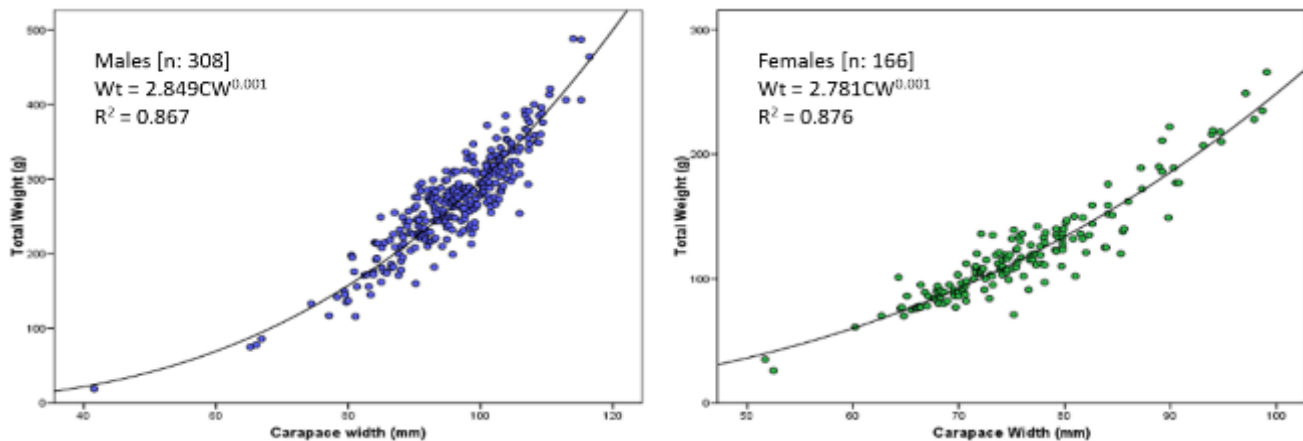 Males [n: 308]
Wt = 2.849CW^0.001
R² = 0.867
Total Weight (g)
500
400
300
200
100
0
40
60
80
100
120
Carapace width (mm)
Females [n: 166]
Wt = 2.781CW^0.001
R² = 0.876
Total Weight (g)
300
200
100
0
50
60
70
80
90
100
Carapace Width (mm)